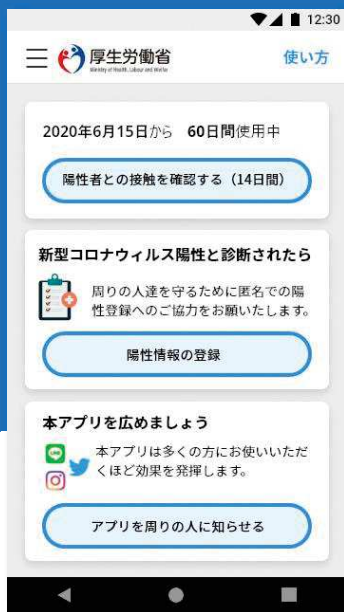 12:30
厚生労働省
Ministry of Health, Labour and Welfare
使い方
2020年6月15日から 60日間使用中
陽性者との接触を確認する（14日間）
新型コロナウィルス陽性と診断されたら
周りの人達を守るために匿名での陽
性登録へのご協力をお願いいたします。
陽性情報の登録
本アプリを広めましょう
LINE
本アプリは多くの方にお使いいただ
くほど効果を発揮します。
アプリを周りの人に知らせる